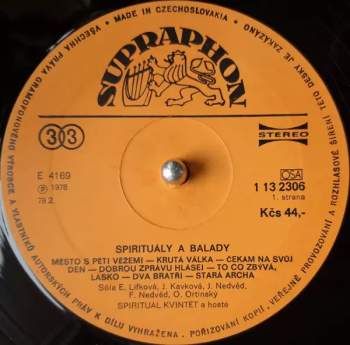 MADE IN CZECHOSLOVAKIA • VŠECHNA PRÁVA GRAMOFONOVÉHO VÝROBCE A VLASTNÍKŮ AUTORSKÝCH PRÁV K DÍLU VYHRAŽENA. POŘIZOVÁNÍ KOPIÍ, VEŘEJNÉ PROVOZOVÁNÍ A ROZHLASOVÉ ŠÍŘENÍ TÉTO DESKY JE ZAKÁZÁNO
SUPRAPHON
33
STEREO
E 4169
Ⓟ 1978
78 2
OSA
1 13 2306
1. strana
Kčs 44,-
SPIRITUÁLY A BALADY
MĚSTO S PĚTI VĚŽEMI — KRUTÁ VÁLKA — ČEKÁM NA SVŮJ
DEN — DOBROU ZPRÁVU HLÁSEJ — TO CO ZBÝVÁ,
LÁSKO — DVA BRATŘI — STARÁ ARCHA
Sóla E. Lifková, J. Kavková, J. Nedvěd,
F. Nedvěd, O. Ortinský
SPIRITUAL KVINTET a hosté